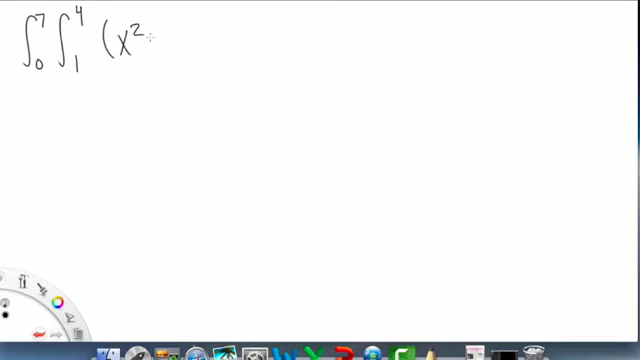 ∫₀⁷ ∫₁⁴ (x²